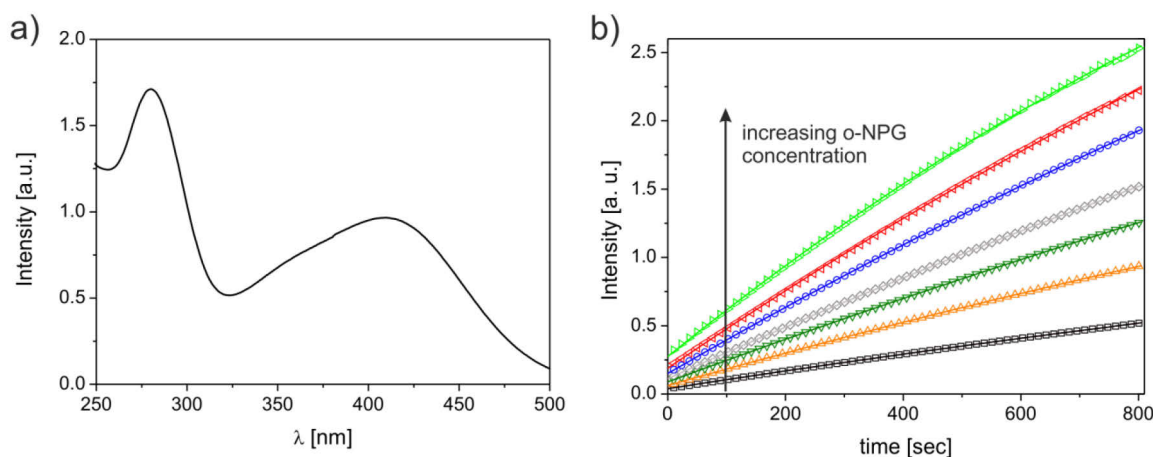 a)
2.0
1.5
1.0
0.5
0.0
Intensity [a.u.]
250 300 350 400 450 500
λ [nm]
b)
2.5
2.0
1.5
1.0
0.5
0.0
Intensity [a. u.]
increasing o-NPG
concentration
0 200 400 600 800
time [sec]